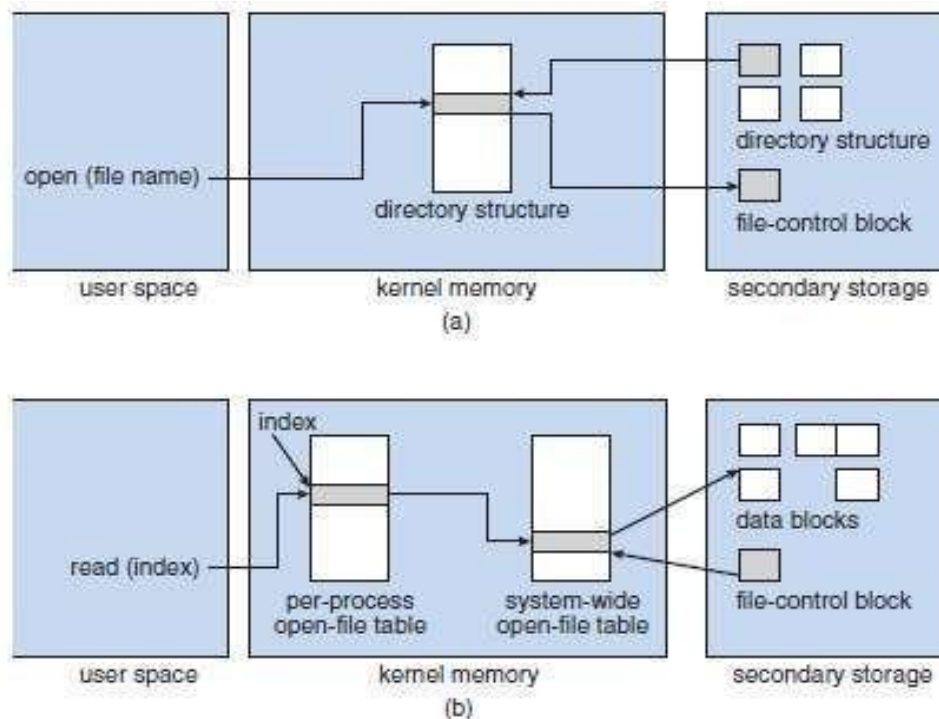 open (file name)
directory structure
directory structure
file-control block
user space
kernel memory
secondary storage
(a)
index
read (index)
per-process
open-file table
system-wide
open-file table
data blocks
file-control block
user space
kernel memory
secondary storage
(b)